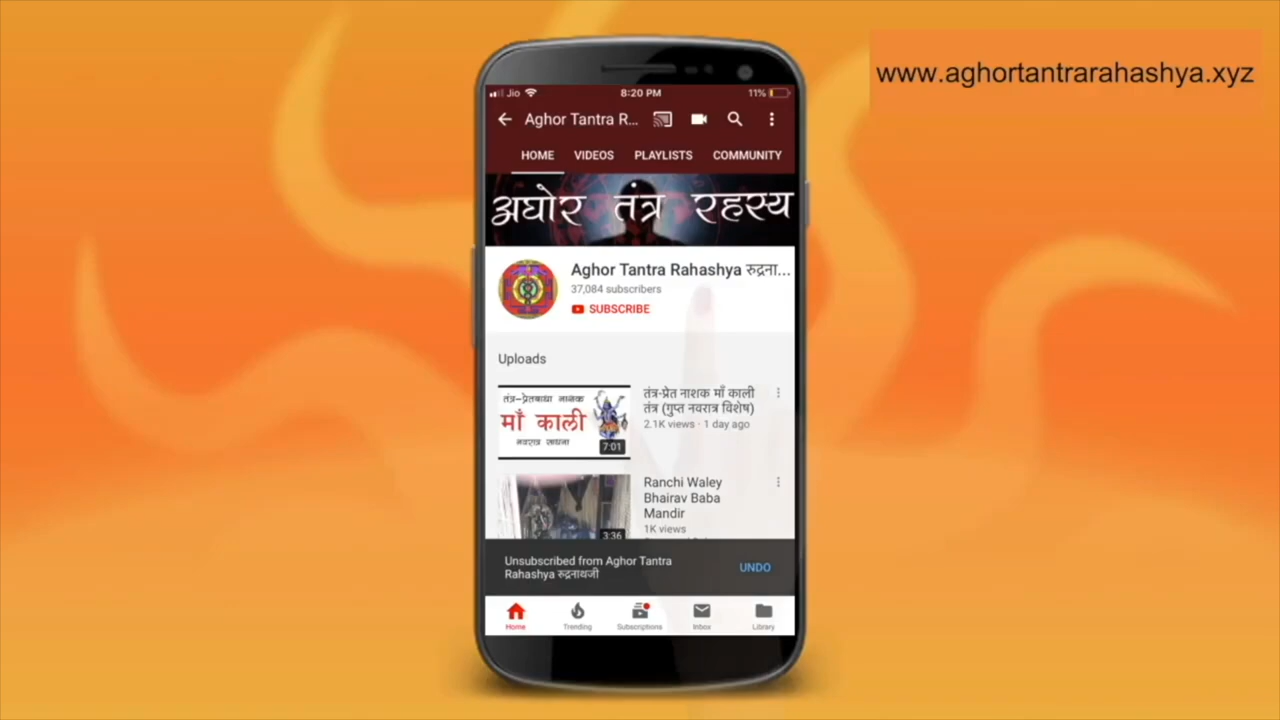 www.aghortantrarahashya.xyz
Jio 8:20 PM 11%
Aghor Tantra R...
HOME VIDEOS PLAYLISTS COMMUNITY
अघोर तंत्र रहस्य
Aghor Tantra Rahashya रुद्रना...
37,084 subscribers
SUBSCRIBE
Uploads
तंत्र-प्रेतबाधा नाशक
माँ काली
नवरात्र साधना
7:01
तंत्र-प्रेत नाशक माँ काली
तंत्र (गुप्त नवरात्र विशेष)
2.1K views · 1 day ago
Ranchi Waley
Bhairav Baba
Mandir
1K views
3:36
Unsubscribed from Aghor Tantra
Rahashya रुद्रनाथजी
UNDO
Home Trending Subscriptions Inbox Library